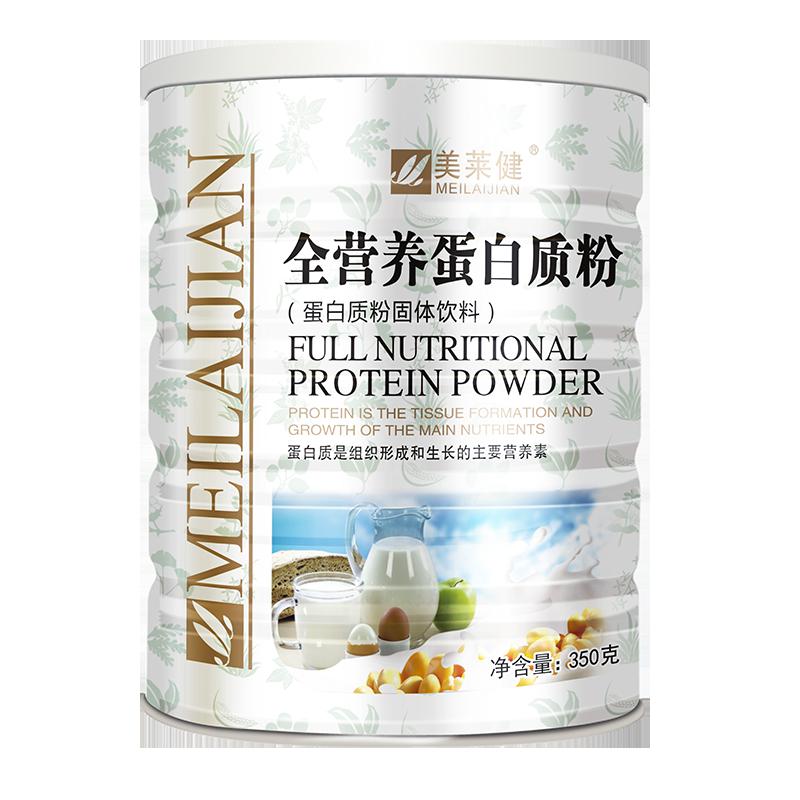 美莱健®
MEILAIJIAN
MEILAIJIAN
全营养蛋白质粉
(蛋白质粉固体饮料)
FULL NUTRITIONAL
PROTEIN POWDER
PROTEIN IS THE TISSUE FORMATION AND
GROWTH OF THE MAIN NUTRIENTS
蛋白质是组织形成和生长的主要营养素
净含量: 350克